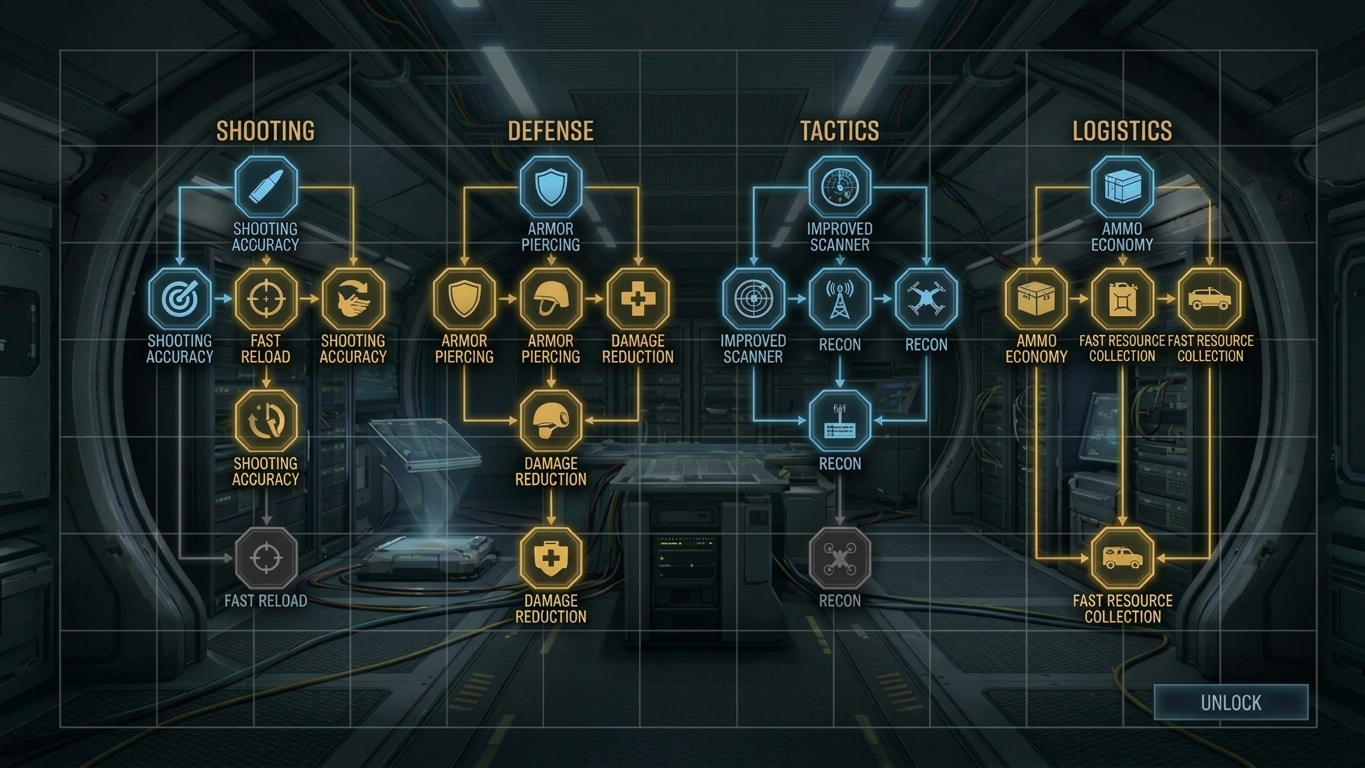 SHOOTING
DEFENSE
TACTICS
LOGISTICS
SHOOTING
ACCURACY
ARMOR
PIERCING
IMPROVED
SCANNER
AMMO
ECONOMY
SHOOTING
ACCURACY
FAST
RELOAD
SHOOTING
ACCURACY
ARMOR
PIERCING
ARMOR
PIERCING
DAMAGE
REDUCTION
IMPROVED
SCANNER
RECON
RECON
AMMO
ECONOMY
FAST RESOURCE
COLLECTION
FAST RESOURCE
COLLECTION
SHOOTING
ACCURACY
DAMAGE
REDUCTION
RECON
FAST RELOAD
DAMAGE
REDUCTION
RECON
FAST RESOURCE
COLLECTION
UNLOCK